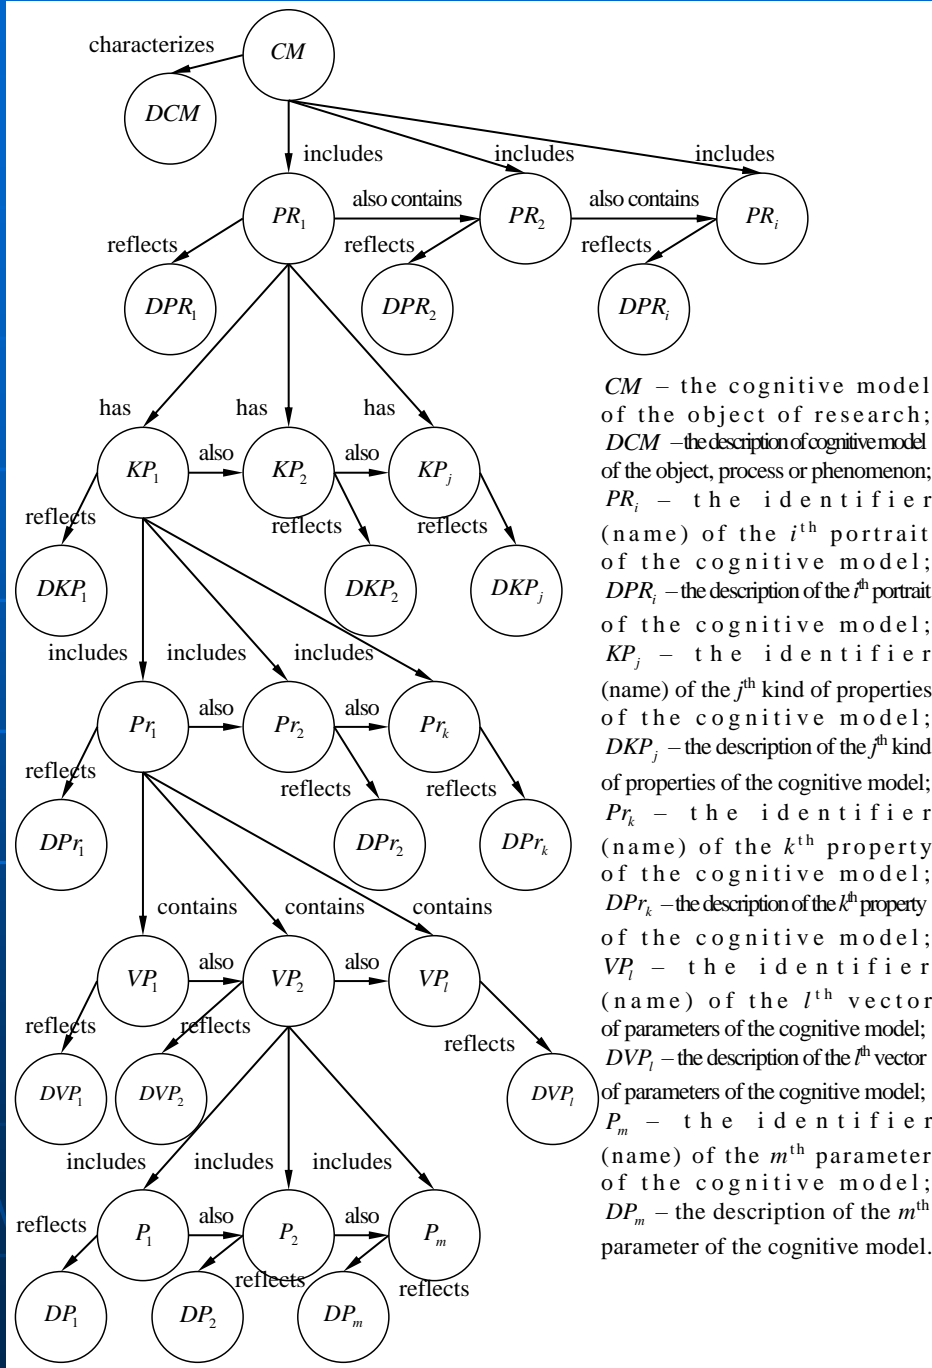 characterizes
CM
DCM
includes includes includes
PR₁ also contains PR₂ also contains PRᵢ
reflects reflects reflects
DPR₁ DPR₂ DPRᵢ
has has has
KP₁ also KP₂ also KPⱼ
reflects reflects reflects
DKP₁ DKP₂ DKPⱼ
includes includes includes
Pr₁ also Pr₂ also Prₖ
reflects reflects reflects
DPr₁ DPr₂ DPrₖ
contains contains contains
VP₁ also VP₂ also VPₗ
reflects reflects reflects
DVP₁ DVP₂ DVPₗ
includes includes includes
P₁ also P₂ also Pₘ
reflects reflects reflects
DP₁ DP₂ DPₘ
CM – the cognitive model
of the object of research;
DCM – the description of cognitive model
of the object, process or phenomenon;
PRᵢ – the identifier
(name) of the iᵗʰ portrait
of the cognitive model;
DPRᵢ – the description of the iᵗʰ portrait
of the cognitive model;
KPⱼ – the identifier
(name) of the jᵗʰ kind of properties
of the cognitive model;
DKPⱼ – the description of the jᵗʰ kind
of properties of the cognitive model;
Prₖ – the identifier
(name) of the kᵗʰ property
of the cognitive model;
DPrₖ – the description of the kᵗʰ property
of the cognitive model;
VPₗ – the identifier
(name) of the lᵗʰ vector
of parameters of the cognitive model;
DVPₗ – the description of the lᵗʰ vector
of parameters of the cognitive model;
Pₘ – the identifier
(name) of the mᵗʰ parameter
of the cognitive model;
DPₘ – the description of the mᵗʰ
parameter of the cognitive model.